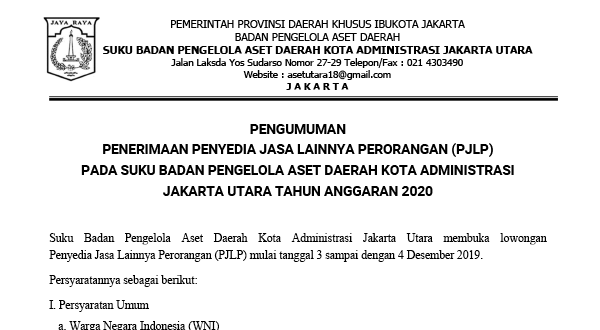 JAYA RAYA
PEMERINTAH PROVINSI DAERAH KHUSUS IBUKOTA JAKARTA
BADAN PENGELOLA ASET DAERAH
SUKU BADAN PENGELOLA ASET DAERAH KOTA ADMINISTRASI JAKARTA UTARA
Jalan Laksda Yos Sudarso Nomor 27-29 Telepon/Fax : 021 4303490
Website : asetutara18@gmail.com
J A K A R T A
PENGUMUMAN
PENERIMAAN PENYEDIA JASA LAINNYA PERORANGAN (PJLP)
PADA SUKU BADAN PENGELOLA ASET DAERAH KOTA ADMINISTRASI
JAKARTA UTARA TAHUN ANGGARAN 2020
Suku Badan Pengelola Aset Daerah Kota Administrasi Jakarta Utara membuka lowongan
Penyedia Jasa Lainnya Perorangan (PJLP) mulai tanggal 3 sampai dengan 4 Desember 2019.
Persyaratannya sebagai berikut:
I. Persyaratan Umum
a. Warga Negara Indonesia (WNI)